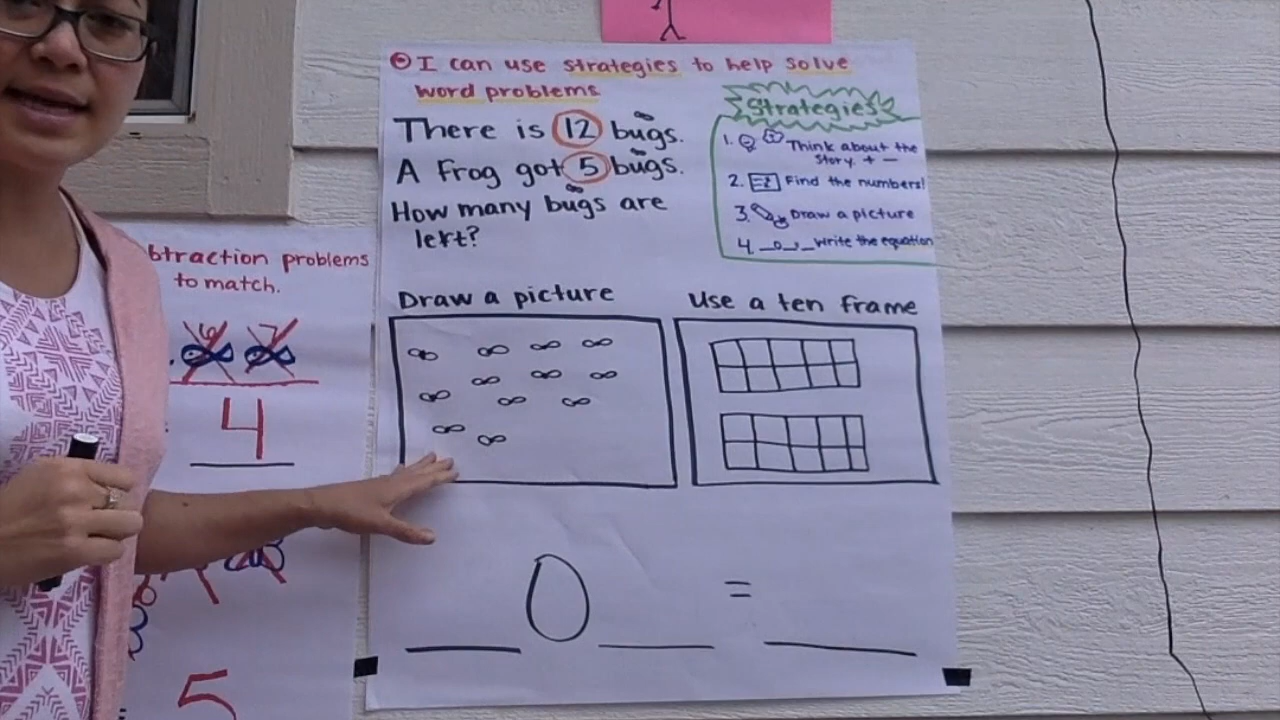 I can use strategies to help solve
word problems
There is 12 bugs.
A Frog got 5 bugs.
How many bugs are
left?
Strategies
1. Think about the
story. + −
2. Find the numbers!
3. Draw a picture
4. Write the equation
Draw a picture
Use a ten frame
=
btraction problems
to match.
6 7
4
5